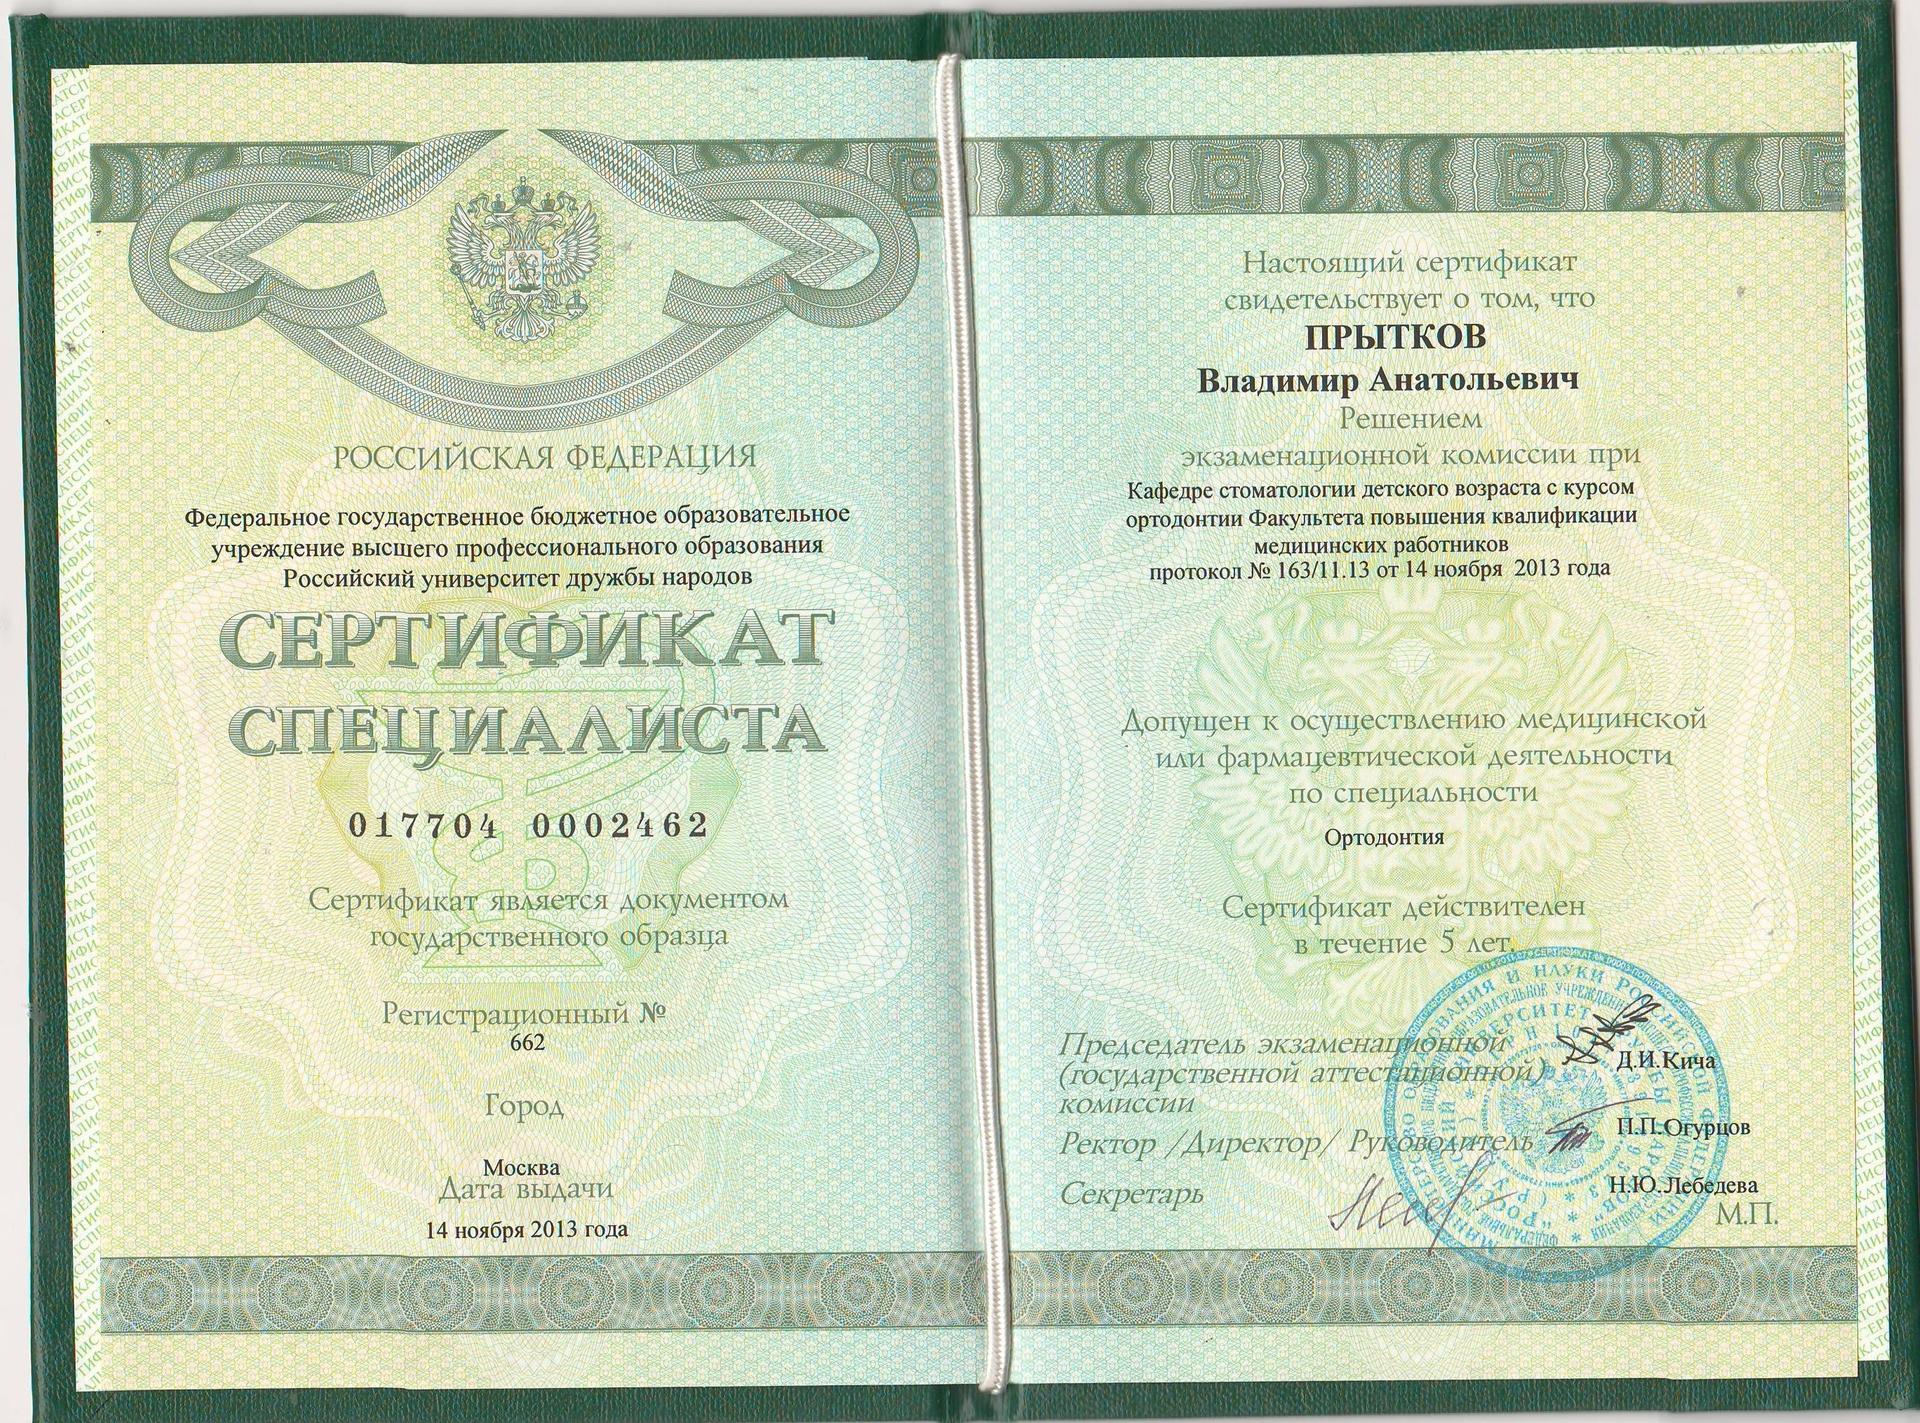 РОССИЙСКАЯ ФЕДЕРАЦИЯ
Федеральное государственное бюджетное образовательное
учреждение высшего профессионального образования
Российский университет дружбы народов
СЕРТИФИКАТ
СПЕЦИАЛИСТА
017704 0002462
Сертификат является документом
государственного образца
Регистрационный №
662
Город
Москва
Дата выдачи
14 ноября 2013 года
Настоящий сертификат
свидетельствует о том, что
ПРЫТКОВ
Владимир Анатольевич
Решением
экзаменационной комиссии при
Кафедре стоматологии детского возраста с курсом
ортодонтии Факультета повышения квалификации
медицинских работников
протокол № 163/11.13 от 14 ноября 2013 года
Допущен к осуществлению медицинской
или фармацевтической деятельности
по специальности
Ортодонтия
Сертификат действителен
в течение 5 лет.
Председатель экзаменационной
(государственной аттестационной)
комиссии
Д.И.Кича
Ректор /Директор/ Руководитель
П.П.Огурцов
Секретарь
Н.Ю.Лебедева
М.П.